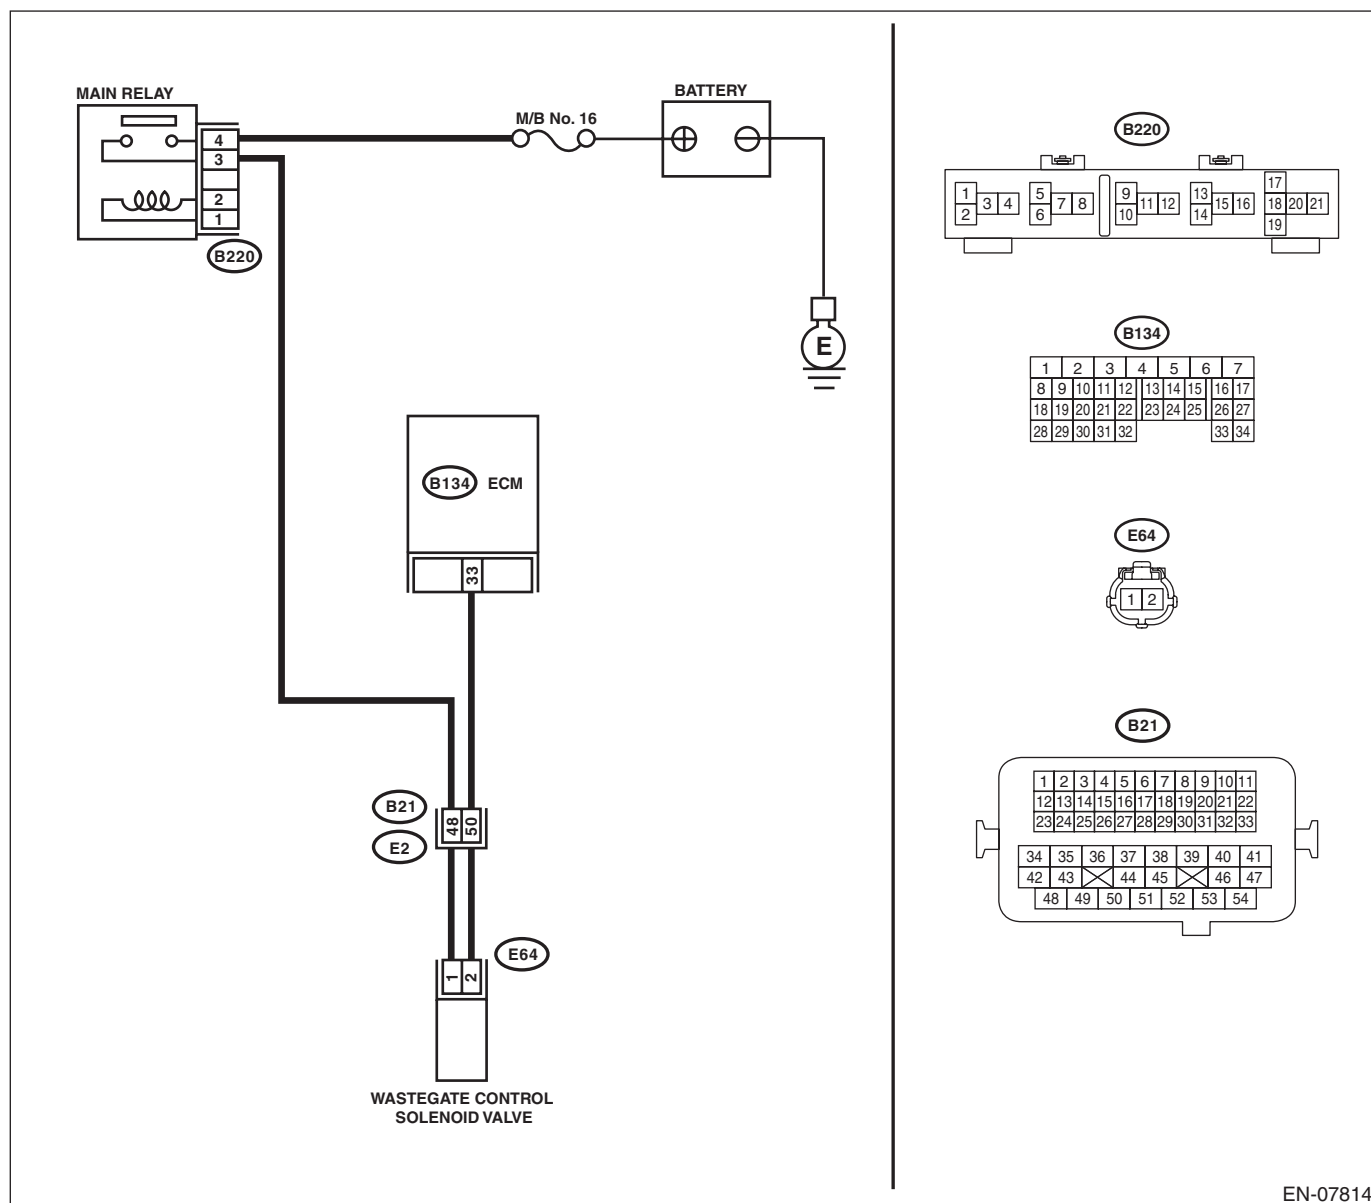 MAIN RELAY
4
3
2
1
B220
M/B No. 16
BATTERY
E
B134 ECM
33
B21
48 50
E2
E64
1 2
WASTEGATE CONTROL
SOLENOID VALVE
B220
1 2 3 4 5 6 7 8 9 10 11 12 13 14 15 16 17 18 19 20 21
B134
1 2 3 4 5 6 7
8 9 10 11 12 13 14 15 16 17
18 19 20 21 22 23 24 25 26 27
28 29 30 31 32 33 34
E64
1 2
B21
1 2 3 4 5 6 7 8 9 10 11
12 13 14 15 16 17 18 19 20 21 22
23 24 25 26 27 28 29 30 31 32 33
34 35 36 37 38 39 40 41
42 43 44 45 46 47
48 49 50 51 52 53 54
EN-07814